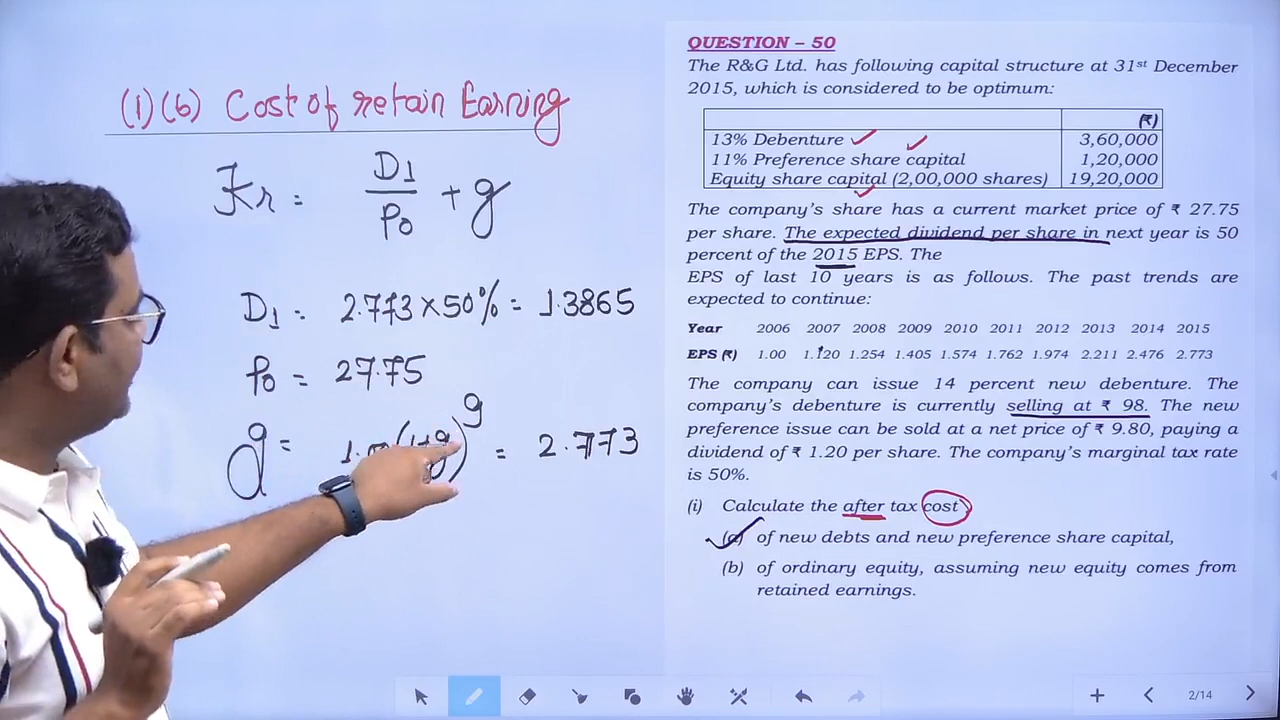 (1)(b) Cost of retain Earning
Kr = D1/P0 + g
D1 = 2.773 × 50% = 1.3865
P0 = 27.75
g = )9 = 2.773
QUESTION – 50
The R&G Ltd. has following capital structure at 31st December
2015, which is considered to be optimum:
(₹)
13% Debenture 3,60,000
11% Preference share capital 1,20,000
Equity share capital (2,00,000 shares) 19,20,000
The company's share has a current market price of ₹ 27.75
per share. The expected dividend per share in next year is 50
percent of the 2015 EPS. The
EPS of last 10 years is as follows. The past trends are
expected to continue:
Year 2006 2007 2008 2009 2010 2011 2012 2013 2014 2015
EPS (₹) 1.00 1.120 1.254 1.405 1.574 1.762 1.974 2.211 2.476 2.773
The company can issue 14 percent new debenture. The
company's debenture is currently selling at ₹ 98. The new
preference issue can be sold at a net price of ₹ 9.80, paying a
dividend of ₹ 1.20 per share. The company's marginal tax rate
is 50%.
(i) Calculate the after tax cost
(a) of new debts and new preference share capital,
(b) of ordinary equity, assuming new equity comes from
retained earnings.
2/14